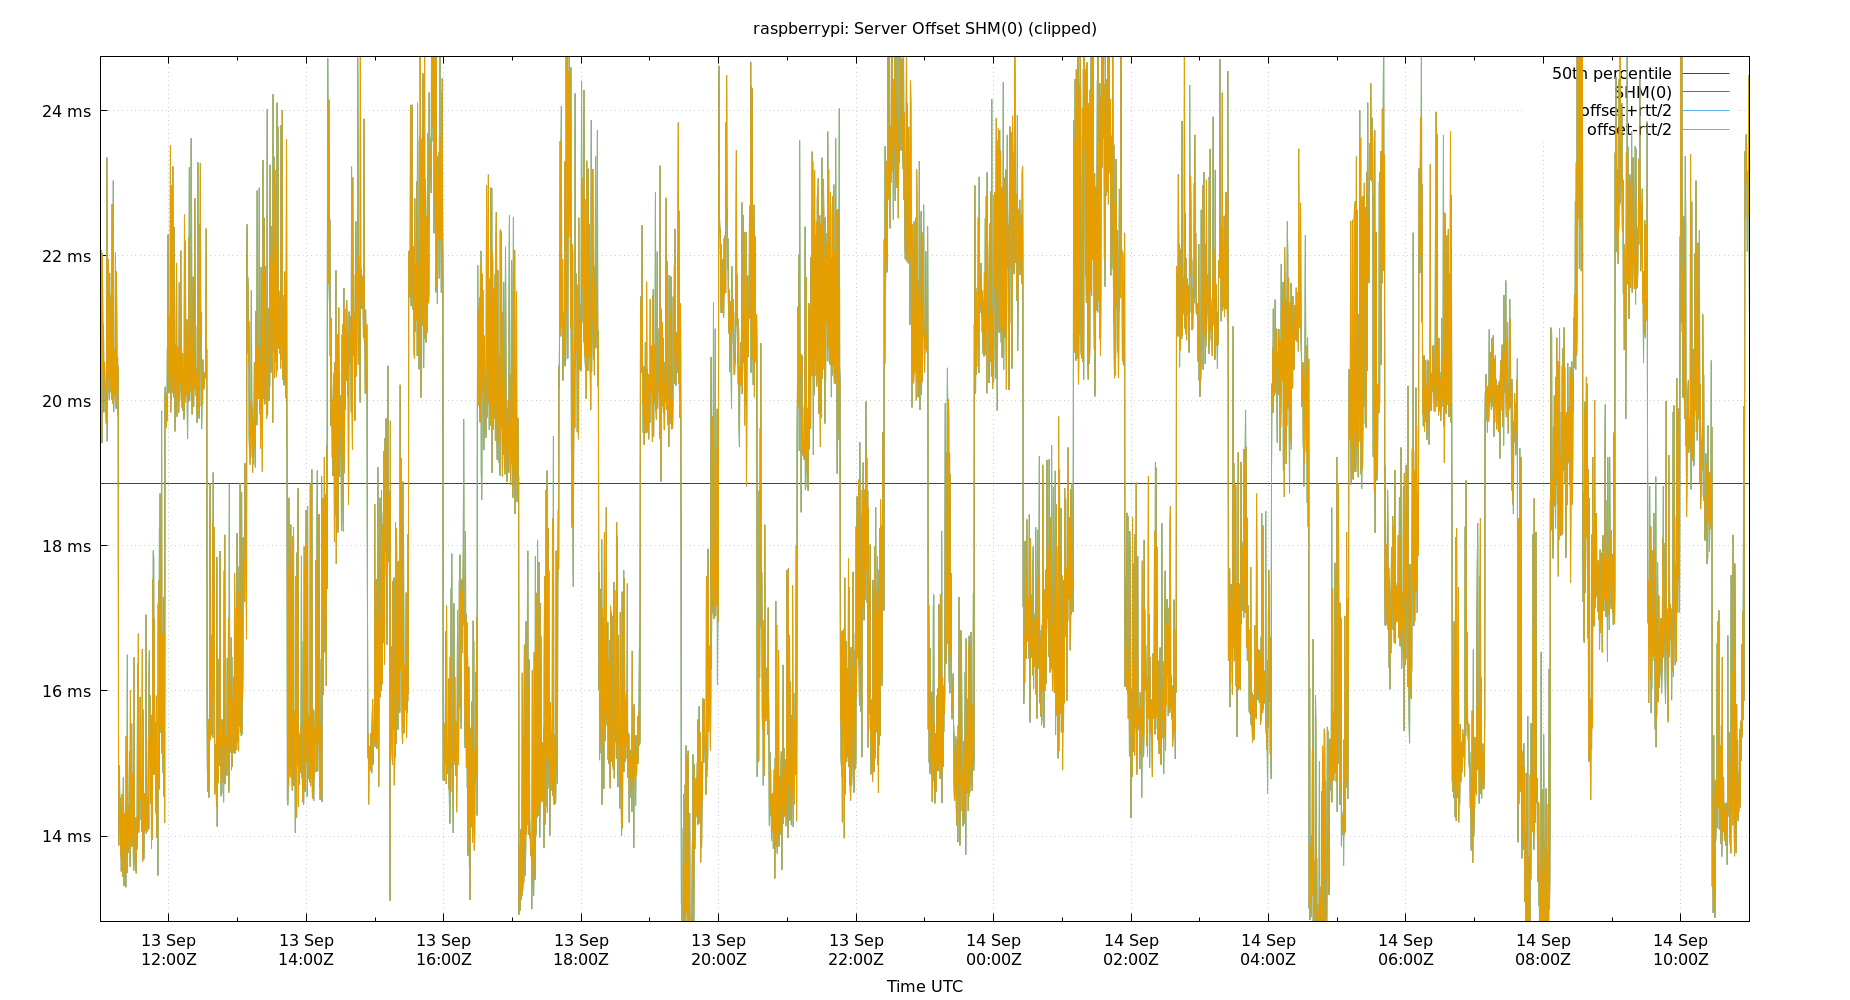 raspberrypi: Server Offset SHM(0) (clipped)
50th percentile
SHM(0)
offset+rtt/2
offset-rtt/2
24 ms
22 ms
20 ms
18 ms
16 ms
14 ms
13 Sep 13 Sep 13 Sep 13 Sep 13 Sep 13 Sep 14 Sep 14 Sep 14 Sep 14 Sep 14 Sep 14 Sep
12:00Z 14:00Z 16:00Z 18:00Z 20:00Z 22:00Z 00:00Z 02:00Z 04:00Z 06:00Z 08:00Z 10:00Z
Time UTC